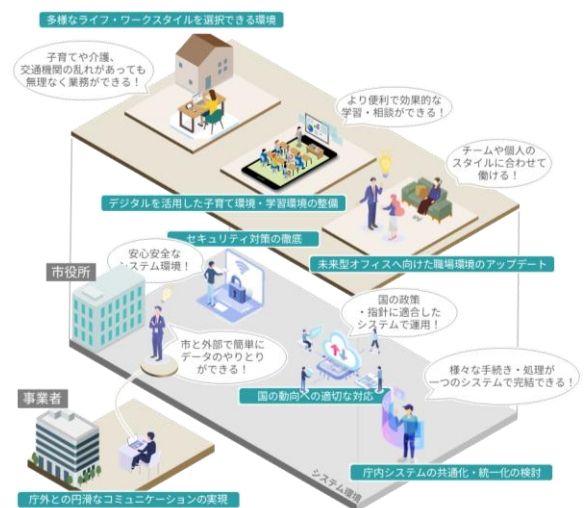 多様なライフ・ワークスタイルを選択できる環境
子育てや介護、
交通機関の乱れがあっても
無理なく業務ができる！
より便利で効果的な
学習・相談ができる！
チームや個人の
スタイルに合わせて
働ける！
デジタルを活用した子育て環境・学習環境の整備
セキュリティ対策の徹底
未来型オフィスへ向けた職場環境のアップデート
安心安全な
システム環境！
市役所
国の政策
・指針に適合した
システムで運用！
市と外部で簡単に
データのやりとり
ができる！
様々な手続き・処理が
一つのシステムで完結できる！
事業者
国の動向への適切な対応
システム環境
庁内システムの共通化・統一化の検討
庁外との円滑なコミュニケーションの実現